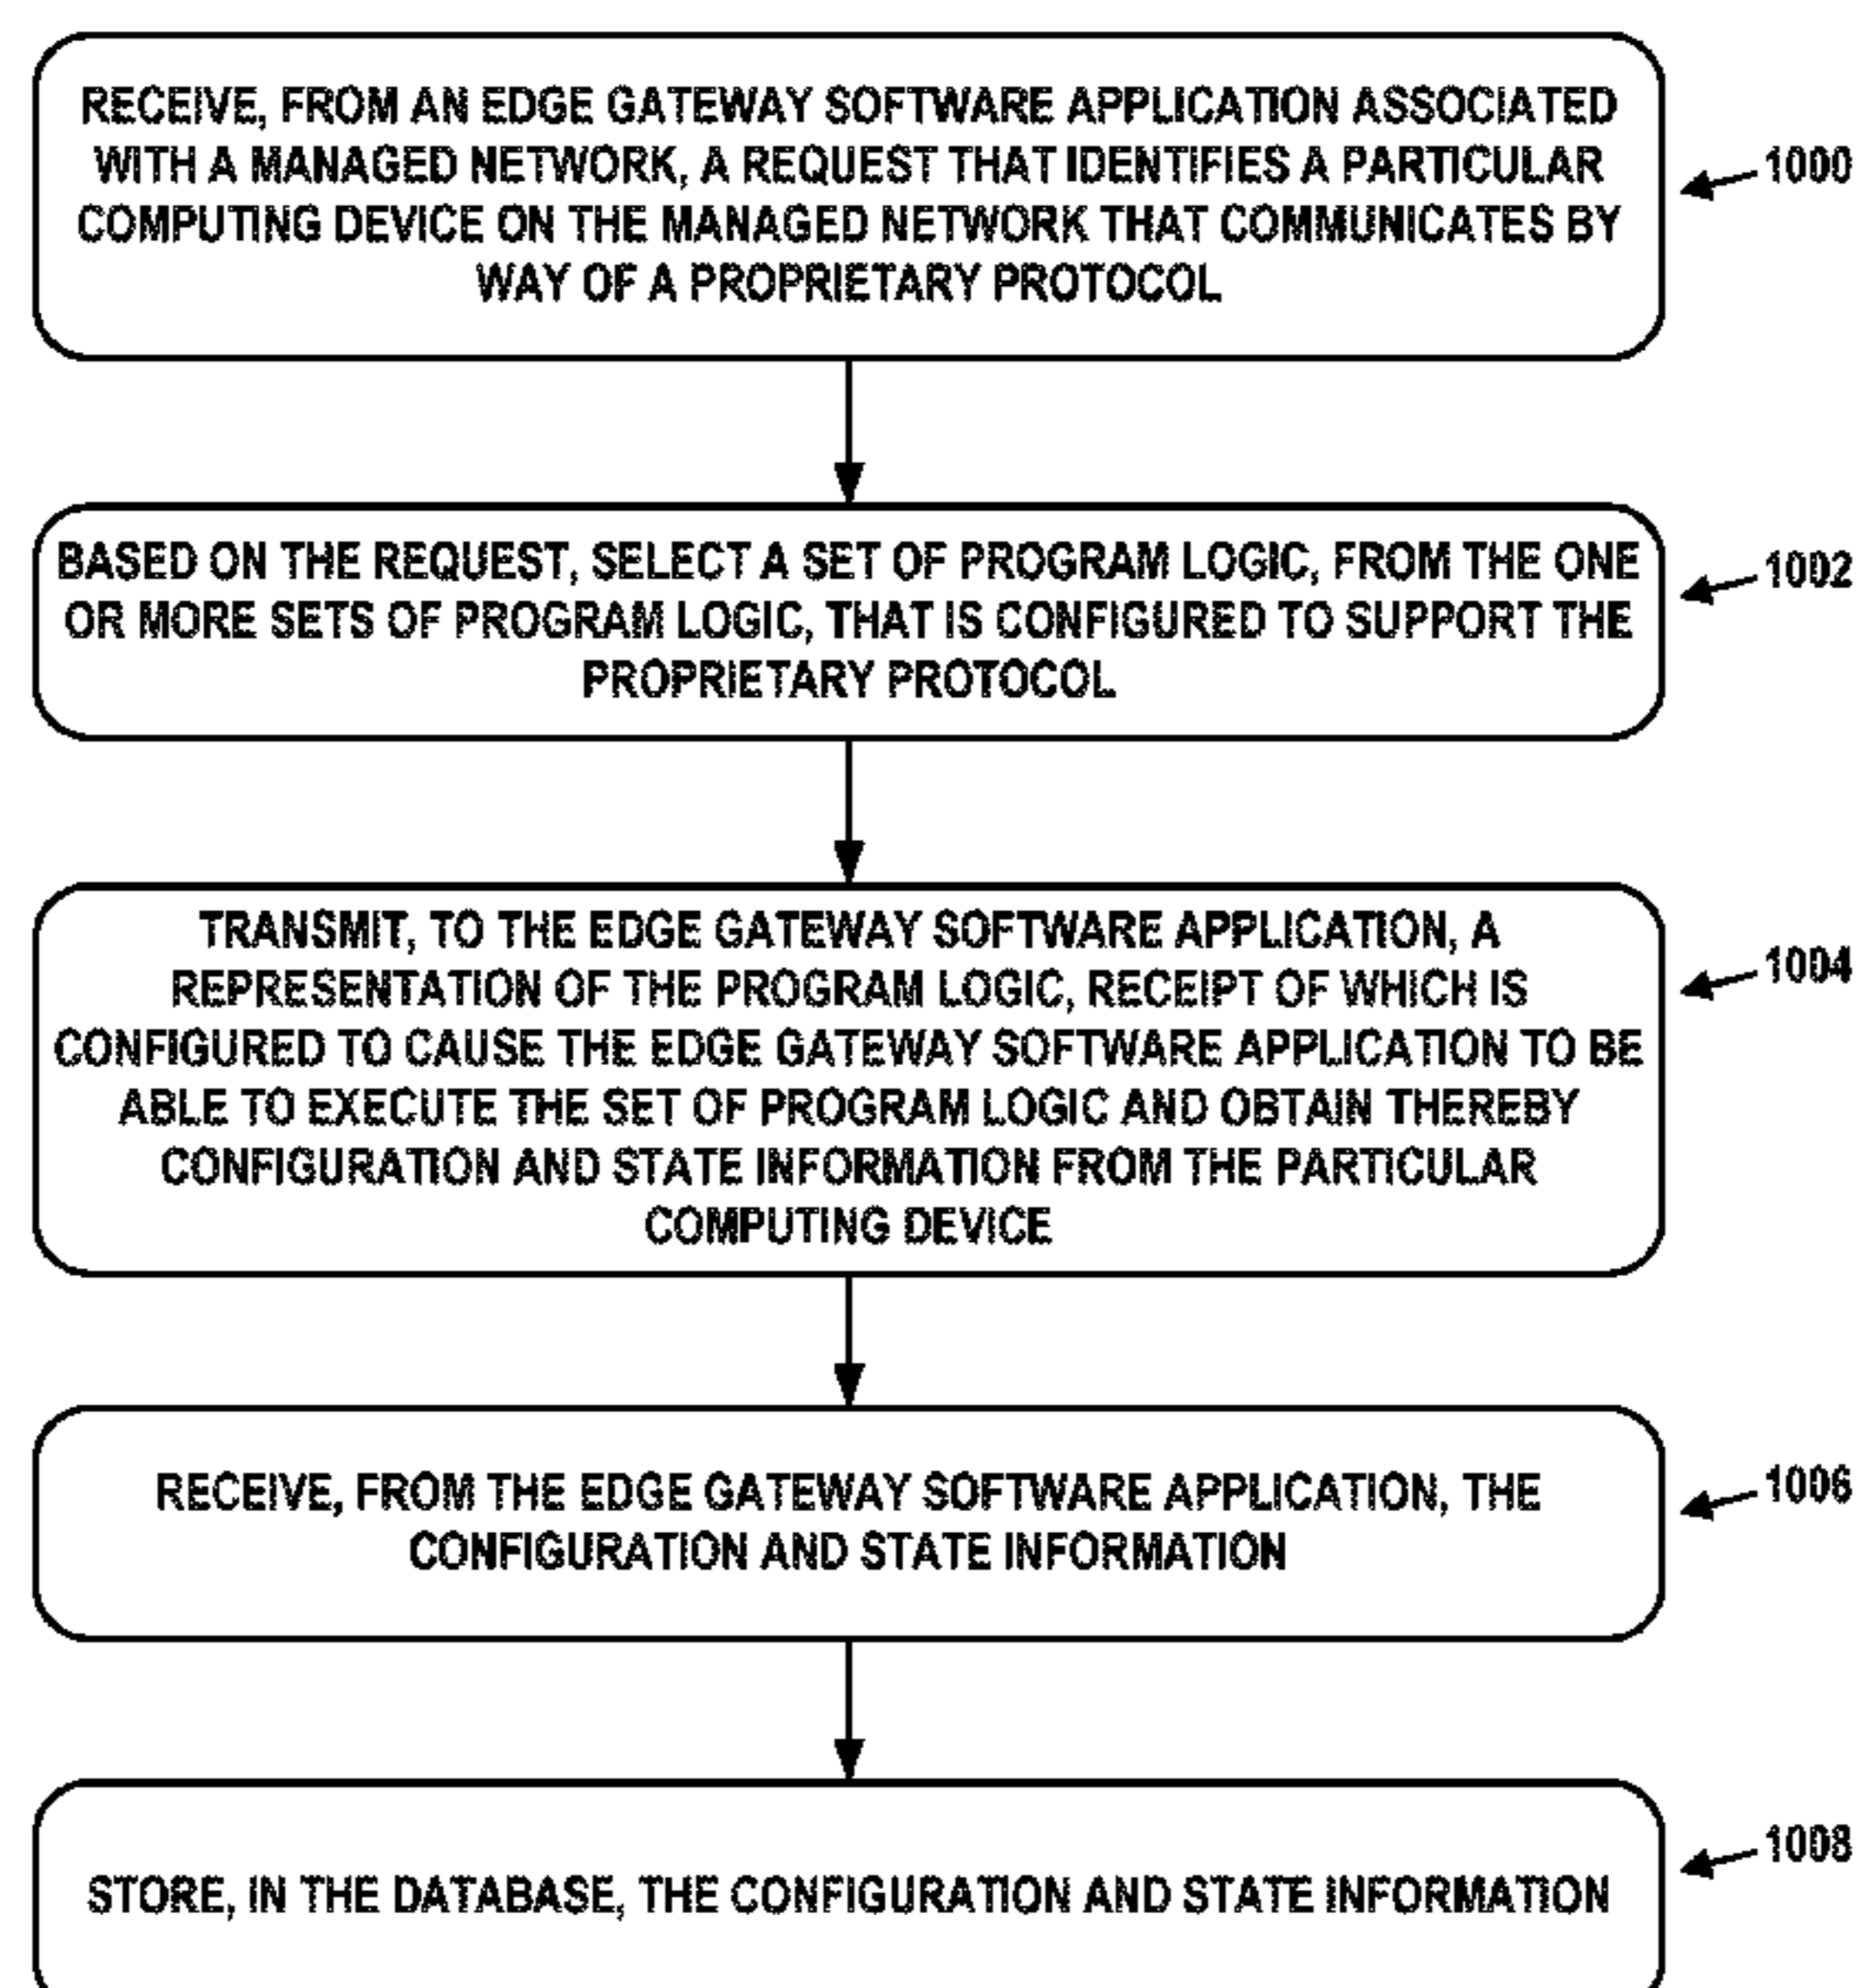 RECEIVE, FROM AN EDGE GATEWAY SOFTWARE APPLICATION ASSOCIATED
WITH A MANAGED NETWORK, A REQUEST THAT IDENTIFIES A PARTICULAR
COMPUTING DEVICE ON THE MANAGED NETWORK THAT COMMUNICATES BY
WAY OF A PROPRIETARY PROTOCOL
1000
BASED ON THE REQUEST, SELECT A SET OF PROGRAM LOGIC, FROM THE ONE
OR MORE SETS OF PROGRAM LOGIC, THAT IS CONFIGURED TO SUPPORT THE
PROPRIETARY PROTOCOL
1002
TRANSMIT, TO THE EDGE GATEWAY SOFTWARE APPLICATION, A
REPRESENTATION OF THE PROGRAM LOGIC, RECEIPT OF WHICH IS
CONFIGURED TO CAUSE THE EDGE GATEWAY SOFTWARE APPLICATION TO BE
ABLE TO EXECUTE THE SET OF PROGRAM LOGIC AND OBTAIN THEREBY
CONFIGURATION AND STATE INFORMATION FROM THE PARTICULAR
COMPUTING DEVICE
1004
RECEIVE, FROM THE EDGE GATEWAY SOFTWARE APPLICATION, THE
CONFIGURATION AND STATE INFORMATION
1006
STORE, IN THE DATABASE, THE CONFIGURATION AND STATE INFORMATION
1008